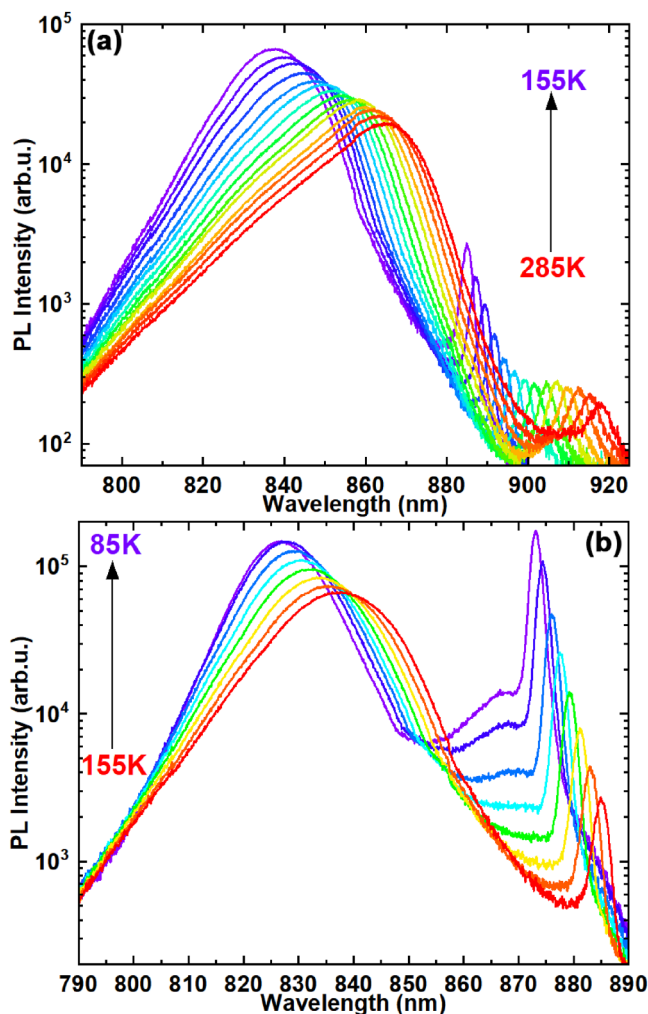 (a)
PL Intensity (arb.u.)
10^5
10^4
10^3
10^2
155K
285K
800 820 840 860 880 900 920
Wavelength (nm)
(b)
PL Intensity (arb.u.)
10^5
10^4
10^3
85K
155K
790 800 810 820 830 840 850 860 870 880 890
Wavelength (nm)